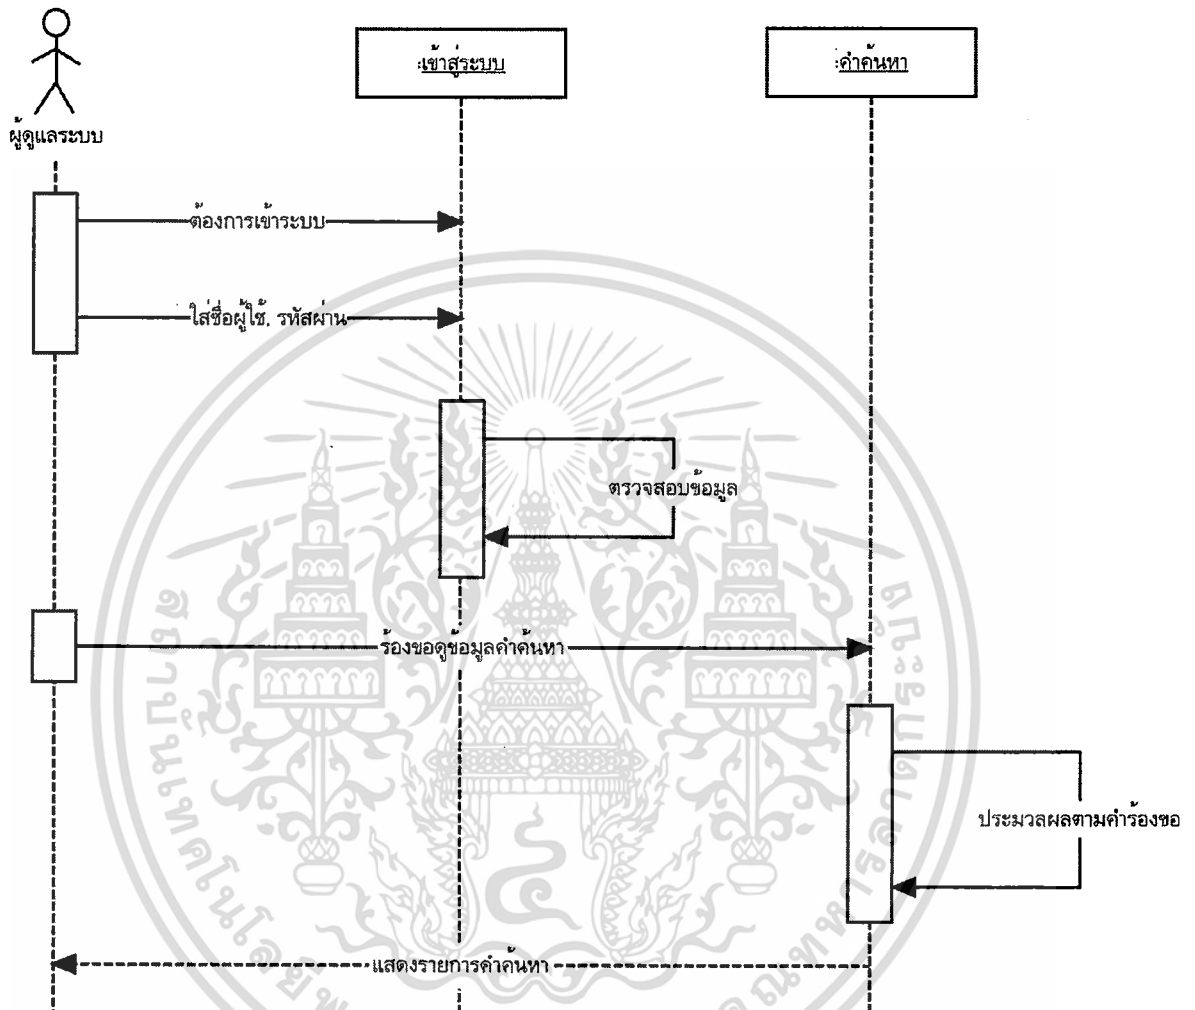 :เข้าสู่ระบบ
:คำค้นหา
ผู้ดูแลระบบ
ต้องการเข้าระบบ
ใส่ชื่อผู้ใช้, รหัสผ่าน
ตรวจสอบข้อมูล
ร้องขอดูข้อมูลคำค้นหา
ประมวลผลตามคำร้องขอ
แสดงรายการคำค้นหา